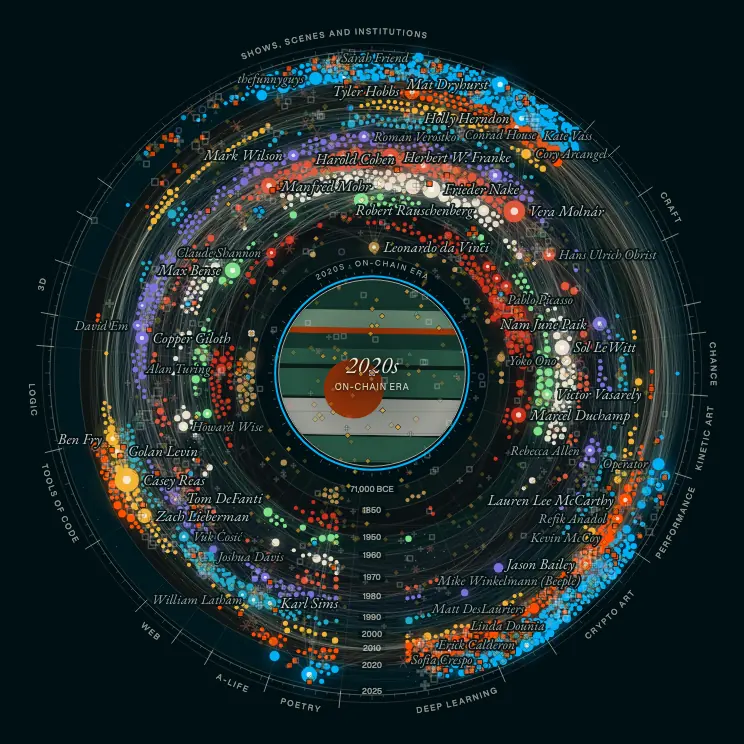 SHOWS, SCENES AND INSTITUTIONS
Sarah Friend
thefunnyguys
Mat Dryhurst
Tyler Hobbs
Holly Herndon
Roman Verostko
Conrad House
Kate Vass
Mark Wilson
Harold Cohen
Herbert W. Franke
Cory Arcangel
Manfred Mohr
Frieder Nake
CRAFT
Robert Rauschenberg
Vera Molnár
Claude Shannon
Leonardo da Vinci
Hans Ulrich Obrist
Max Bense
2020S : ON-CHAIN ERA
3D
Pablo Picasso
David Em
Nam June Paik
Copper Giloth
Sol LeWitt
CHANCE
Alan Turing
2020s
ON-CHAIN ERA
Yoko Ono
LOGIC
Victor Vasarely
Marcel Duchamp
KINETIC ART
Howard Wise
Ben Fry
Golan Levin
Rebecca Allen
Operator
Casey Reas
TOOLS OF CODE
71,000 BCE
Tom DeFanti
Lauren Lee McCarthy
PERFORMANCE
1850
Zach Lieberman
Refik Anadol
Vuk Ćosić
1950
Kevin McCoy
Joshua Davis
1960
Jason Bailey
1970
Mike Winkelmann (Beeple)
William Latham
Karl Sims
1980
Matt DesLauriers
1990
CRYPTO ART
WEB
2000
Linda Dounia
2010
Erick Calderon
2020
Sofia Crespo
A-LIFE
2025
POETRY
DEEP LEARNING